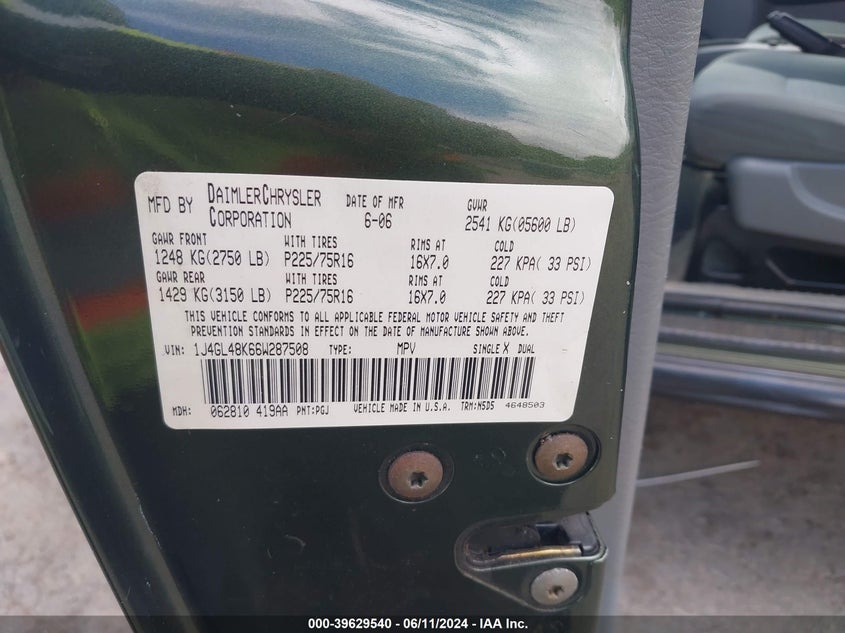 MFD BY DAIMLERCHRYSLER CORPORATION DATE OF MFR 6-06 GVWR 2541 KG(05600 LB)
GAWR FRONT WITH TIRES RIMS AT COLD
1248 KG(2750 LB) P225/75R16 16X7.0 227 KPA( 33 PSI)
GAWR REAR WITH TIRES RIMS AT COLD
1429 KG(3150 LB) P225/75R16 16X7.0 227 KPA( 33 PSI)
THIS VEHICLE CONFORMS TO ALL APPLICABLE FEDERAL MOTOR VEHICLE SAFETY AND THEFT
PREVENTION STANDARDS IN EFFECT ON THE DATE OF MANUFACTURE SHOWN ABOVE.
VIN: 1J4GL48K66W287508 TYPE: MPV SINGLE X DUAL
MDH: 062810 419AA PNT:PGJ VEHICLE MADE IN U.S.A. TRM:N5D5 4648503
000-39629540 - 06/11/2024 - IAA Inc.